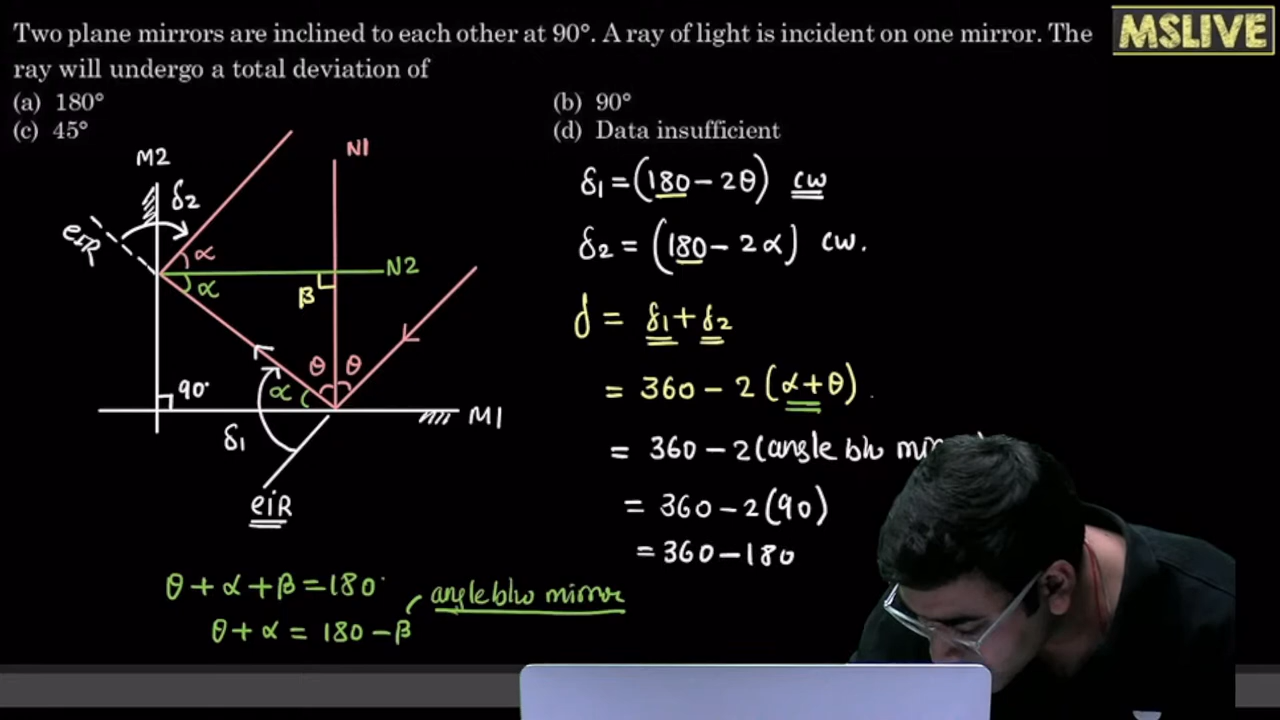 Two plane mirrors are inclined to each other at 90°. A ray of light is incident on one mirror. The
ray will undergo a total deviation of
MSLIVE
(a) 180°
(b) 90°
(c) 45°
(d) Data insufficient
M2
N1
δ2
eIR
α
α
N2
β
θ θ
α
90°
M1
δ1
eiR
δ1 = (180 - 2θ) cw
δ2 = (180 - 2α) cw.
δ = δ1 + δ2
= 360 - 2 (α+θ)
= 360 - 2 (angle b/w
= 360 - 2(90)
= 360 - 180
θ + α + β = 180°
angle b/w mirror
θ + α = 180 - β